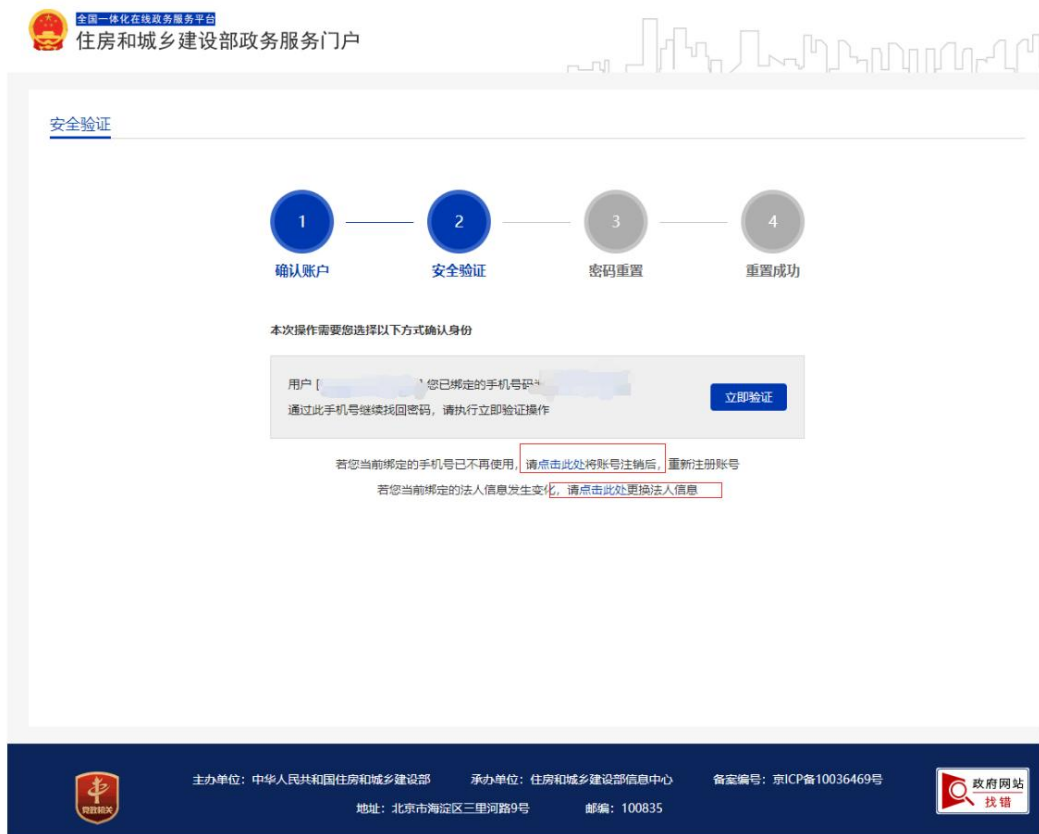 全国一体化在线政务服务平台
住房和城乡建设部政务服务门户
安全验证
1
2
3
4
确认账户
安全验证
密码重置
重置成功
本次操作需要您选择以下方式确认身份
用户 [ ] 您已绑定的手机号码
通过此手机号继续找回密码，请执行立即验证操作
立即验证
若您当前绑定的手机号已不再使用，请点击此处将账号注销后，重新注册账号
若您当前绑定的法人信息发生变化，请点击此处更换法人信息
主办单位：中华人民共和国住房和城乡建设部 承办单位：住房和城乡建设部信息中心 备案编号：京ICP备10036469号
地址：北京市海淀区三里河路9号 邮编：100835
党政机关
政府网站
找错